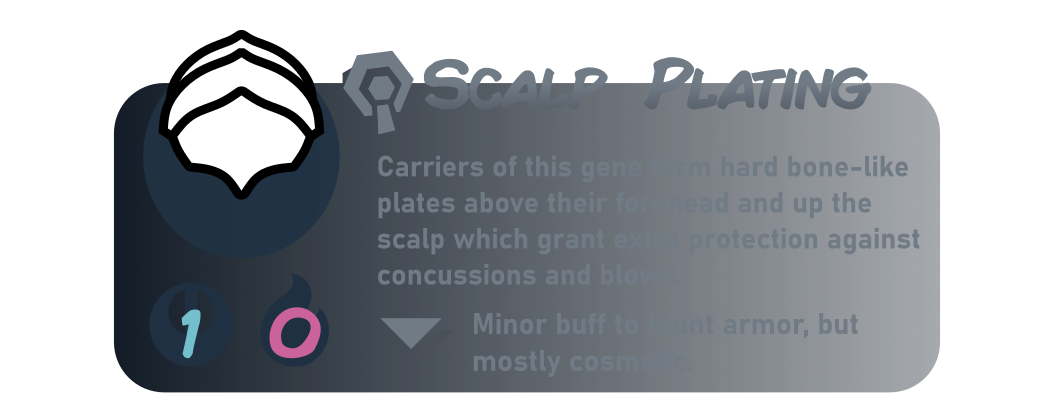 Scalp Plating
Carriers of this gene form hard bone-like
plates above their forehead and up the
scalp which grant extra protection against
concussions and blows.
Minor buff to blunt armor, but
mostly cosmetic.
1 0